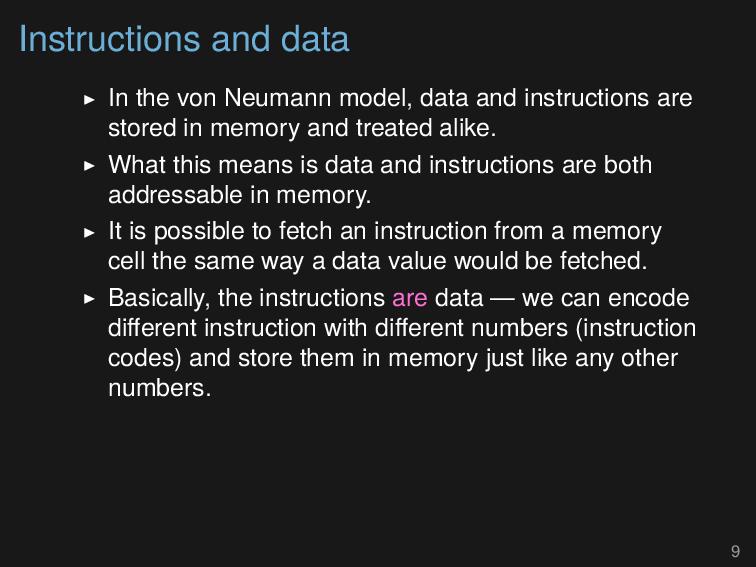 Instructions and data
▶ In the von Neumann model, data and instructions are
stored in memory and treated alike.
▶ What this means is data and instructions are both
addressable in memory.
▶ It is possible to fetch an instruction from a memory
cell the same way a data value would be fetched.
▶ Basically, the instructions are data — we can encode
different instruction with different numbers (instruction
codes) and store them in memory just like any other
numbers.
9